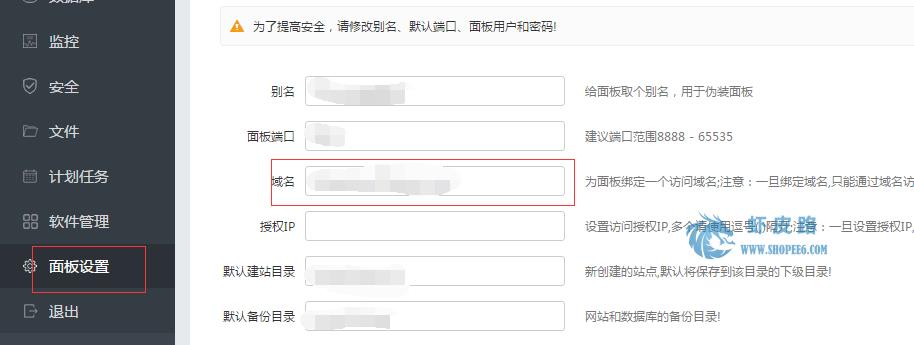 监控
安全
文件
计划任务
软件管理
面板设置
退出
为了提高安全，请修改别名、默认端口、面板用户和密码!
别名
给面板取个别名，用于伪装面板
面板端口
建议端口范围8888 - 65535
域名
为面板绑定一个访问域名;注意：一旦绑定域名,只能通过域名访
授权IP
设置访问授权IP,多个请使用逗号(,)隔开;注意：一旦设置授权IP,
虾皮路
WWW.SHOPEE6.COM
默认建站目录
新创建的站点,默认将保存到该目录的下级目录!
默认备份目录
网站和数据库的备份目录!